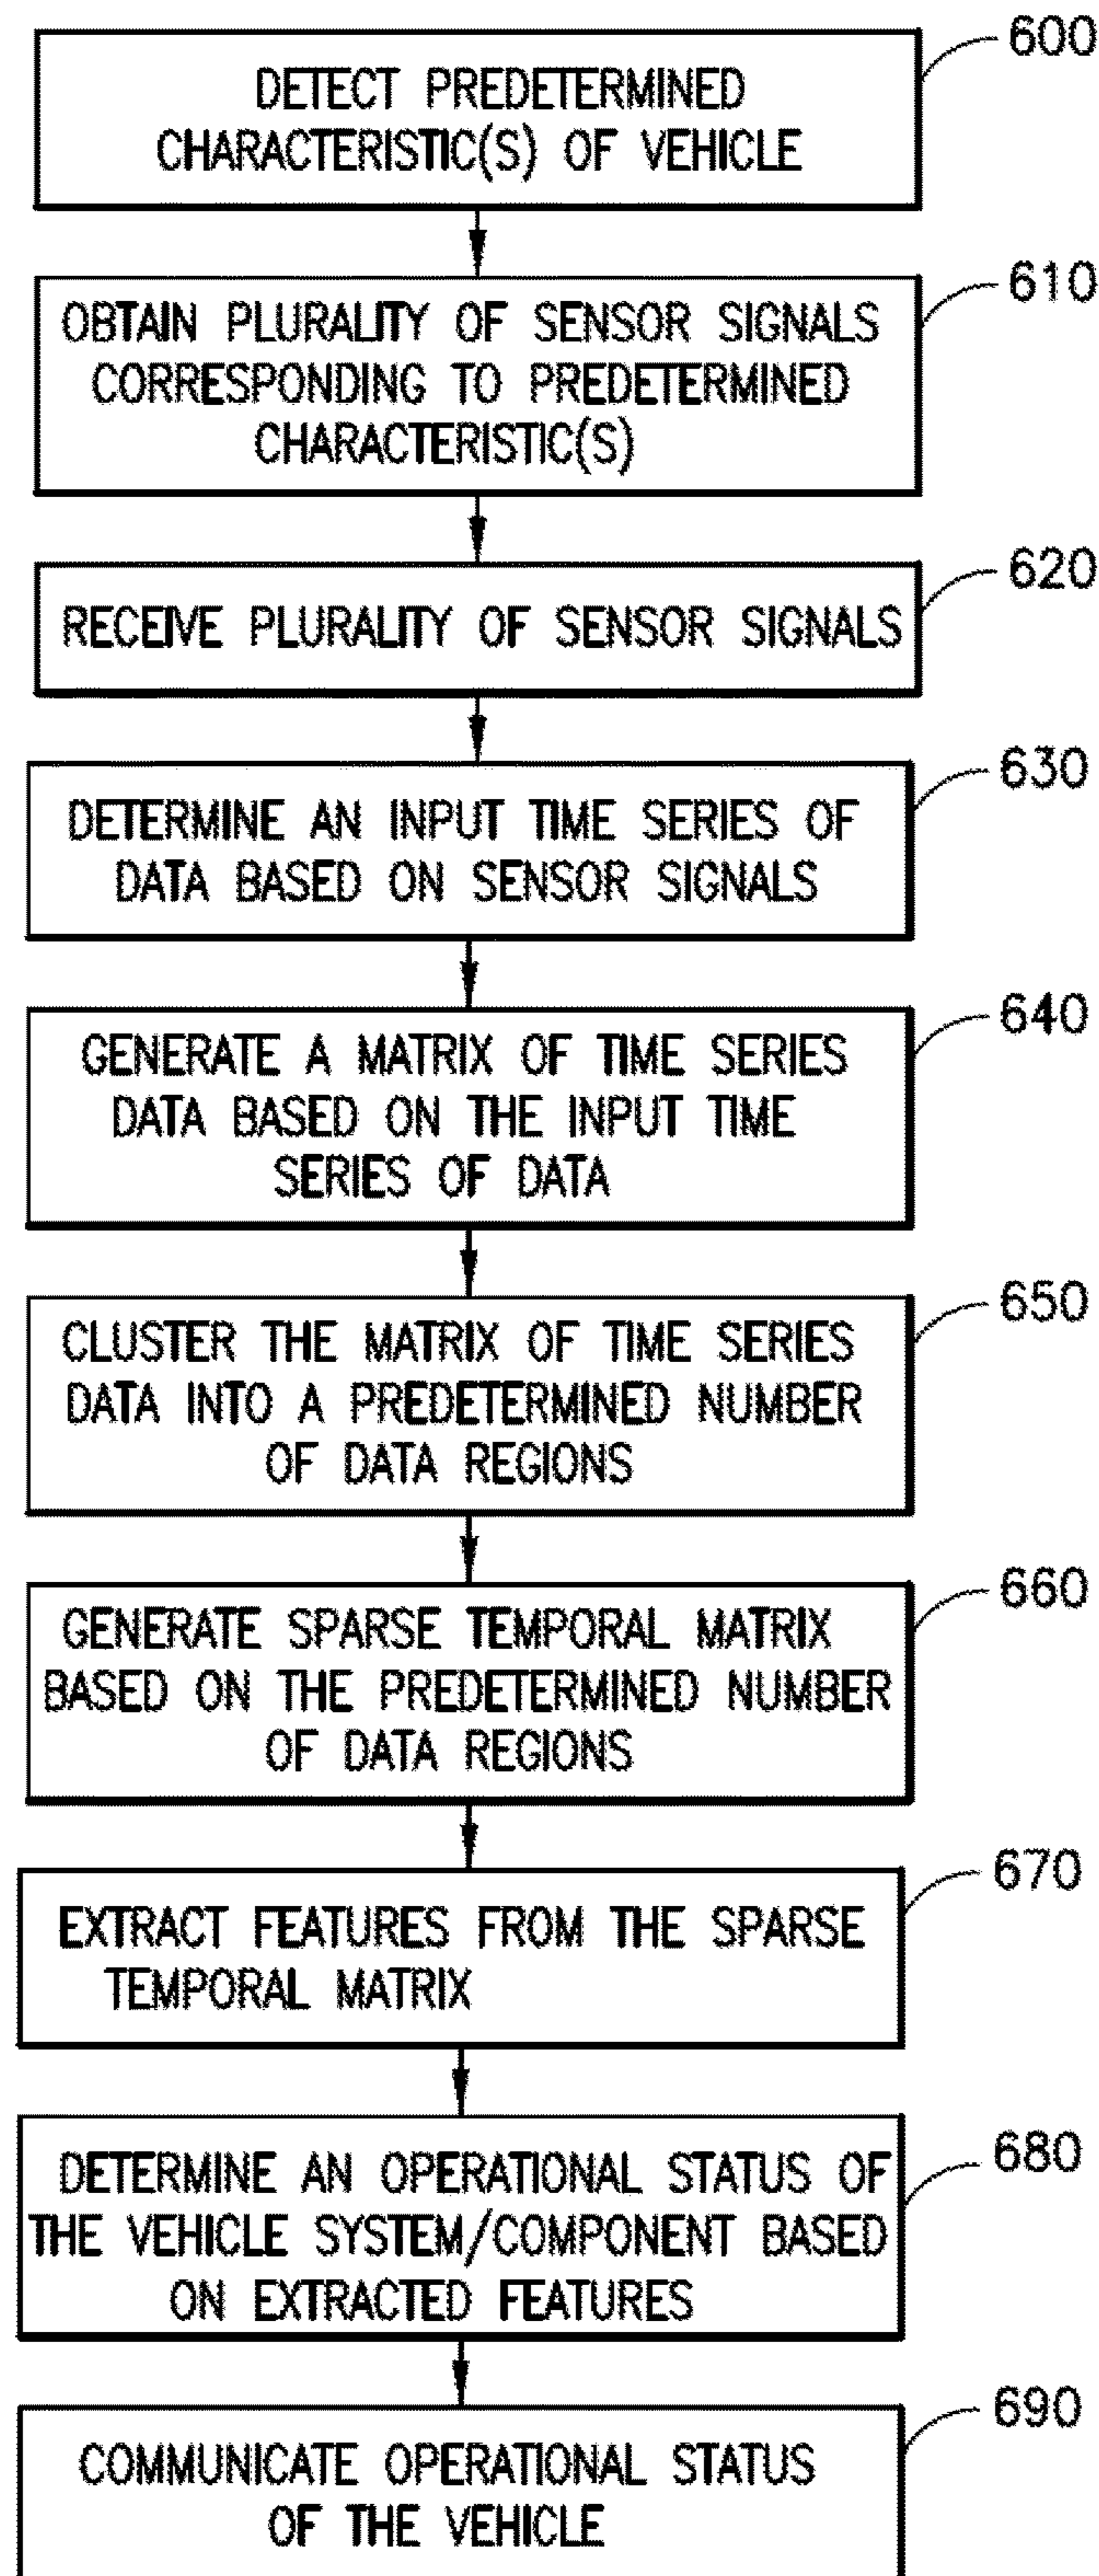 600
DETECT PREDETERMINED
CHARACTERISTIC(S) OF VEHICLE
610
OBTAIN PLURALITY OF SENSOR SIGNALS
CORRESPONDING TO PREDETERMINED
CHARACTERISTIC(S)
620
RECEIVE PLURALITY OF SENSOR SIGNALS
630
DETERMINE AN INPUT TIME SERIES OF
DATA BASED ON SENSOR SIGNALS
640
GENERATE A MATRIX OF TIME SERIES
DATA BASED ON THE INPUT TIME
SERIES OF DATA
650
CLUSTER THE MATRIX OF TIME SERIES
DATA INTO A PREDETERMINED NUMBER
OF DATA REGIONS
660
GENERATE SPARSE TEMPORAL MATRIX
BASED ON THE PREDETERMINED NUMBER
OF DATA REGIONS
670
EXTRACT FEATURES FROM THE SPARSE
TEMPORAL MATRIX
680
DETERMINE AN OPERATIONAL STATUS OF
THE VEHICLE SYSTEM/COMPONENT BASED
ON EXTRACTED FEATURES
690
COMMUNICATE OPERATIONAL STATUS
OF THE VEHICLE